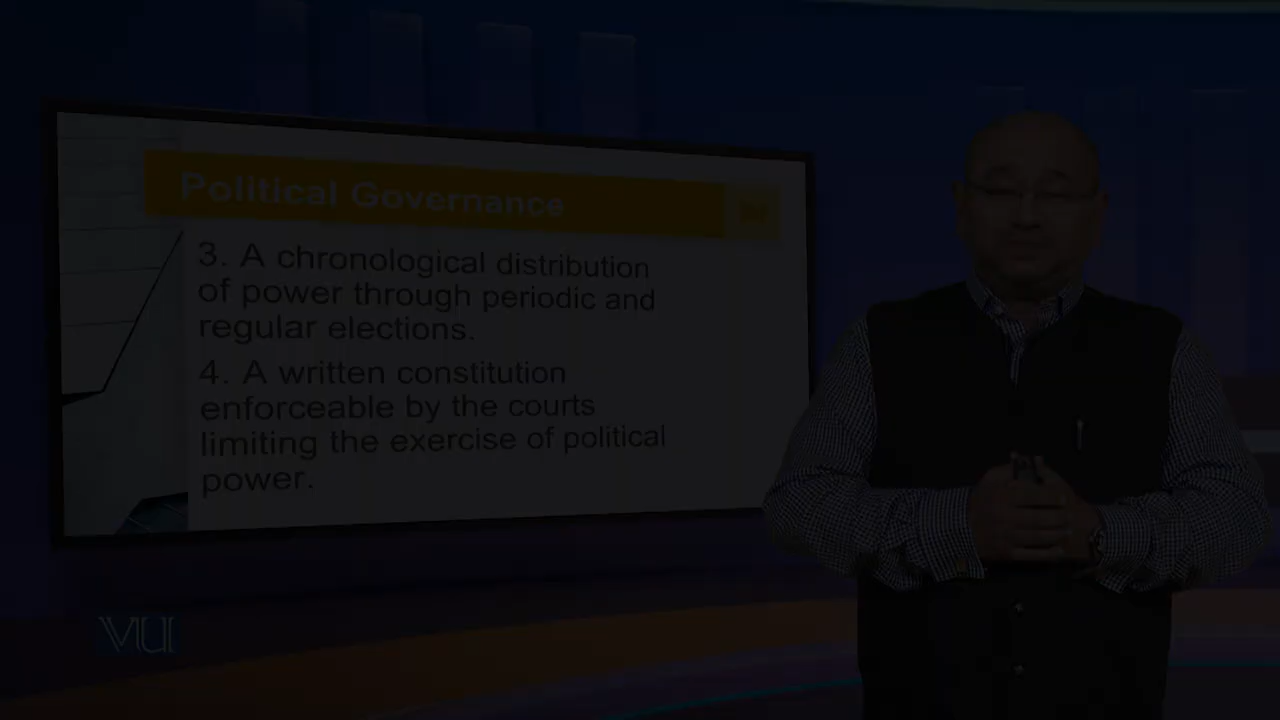 Political Governance
3. A chronological distribution
of power through periodic and
regular elections.
4. A written constitution
enforceable by the courts
limiting the exercise of political
power.
VU